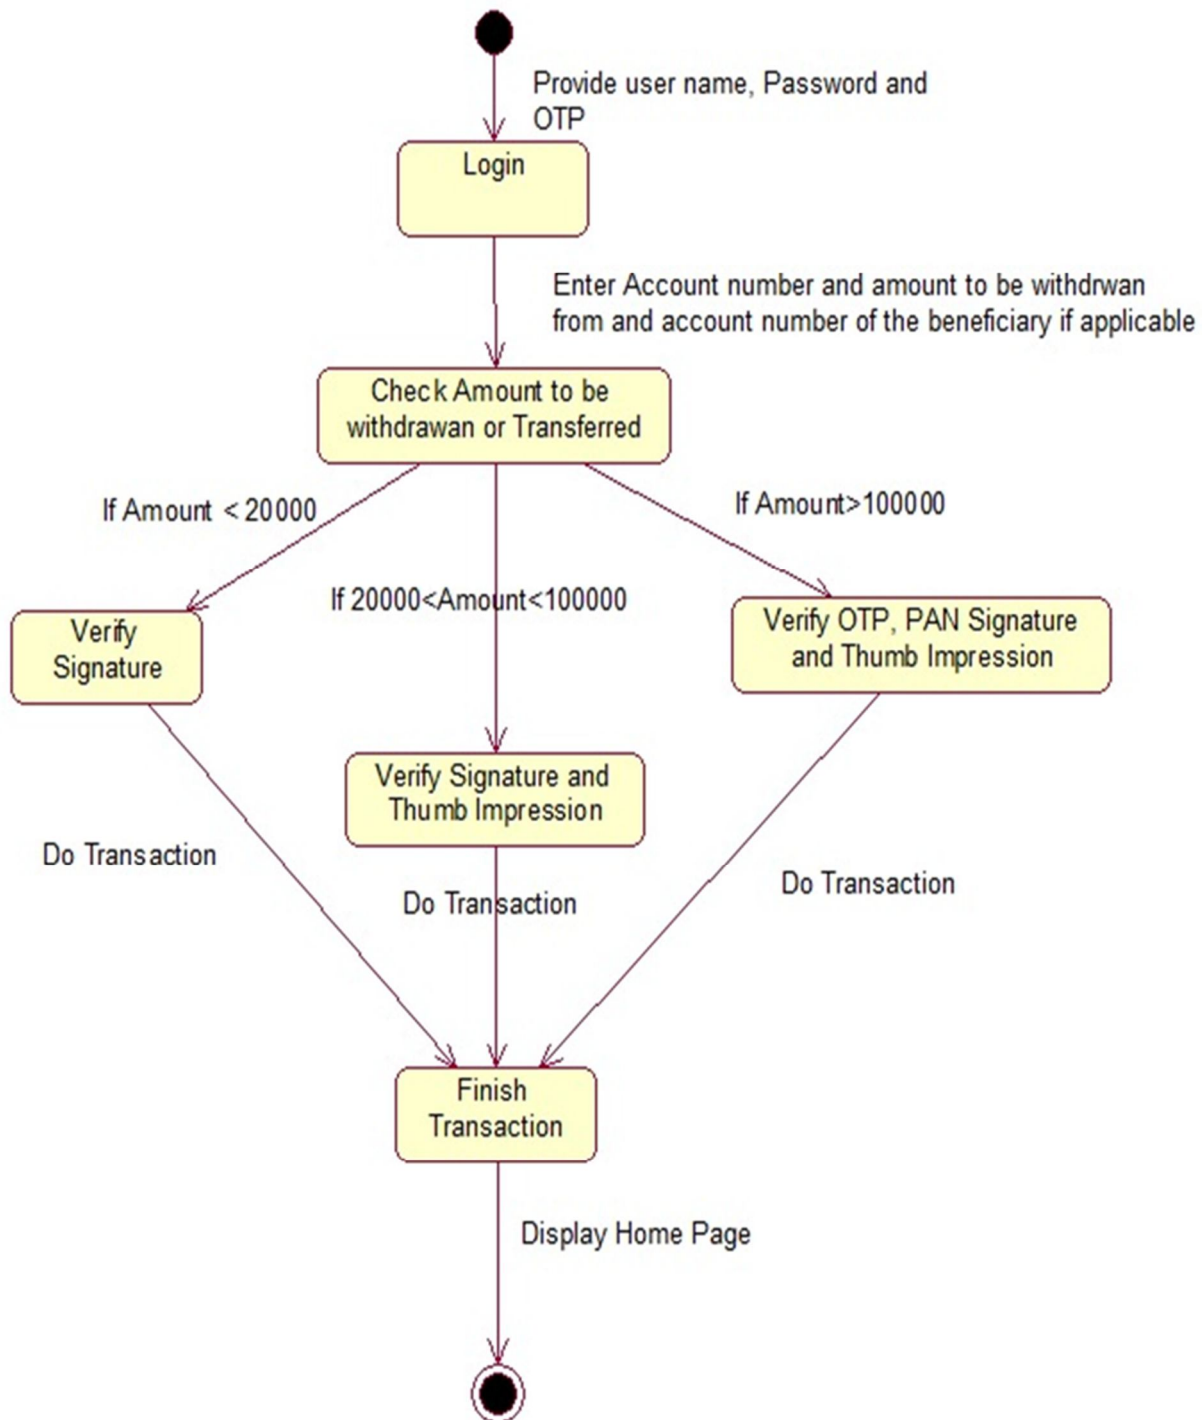 Provide user name, Password and
OTP
Login
Enter Account number and amount to be withdrwan
from and account number of the beneficiary if applicable
Check Amount to be
withdrawan or Transferred
If Amount < 20000
If Amount>100000
If 20000<Amount<100000
Verify
Signature
Verify OTP, PAN Signature
and Thumb Impression
Verify Signature and
Thumb Impression
Do Transaction
Do Transaction
Do Transaction
Finish
Transaction
Display Home Page